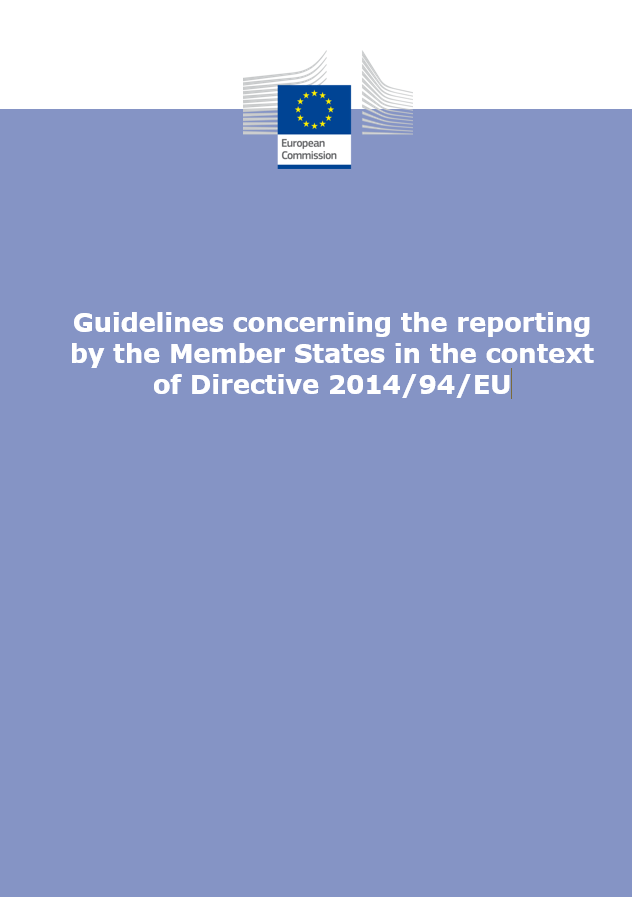 European
Commission
Guidelines concerning the reporting
by the Member States in the context
of Directive 2014/94/EU